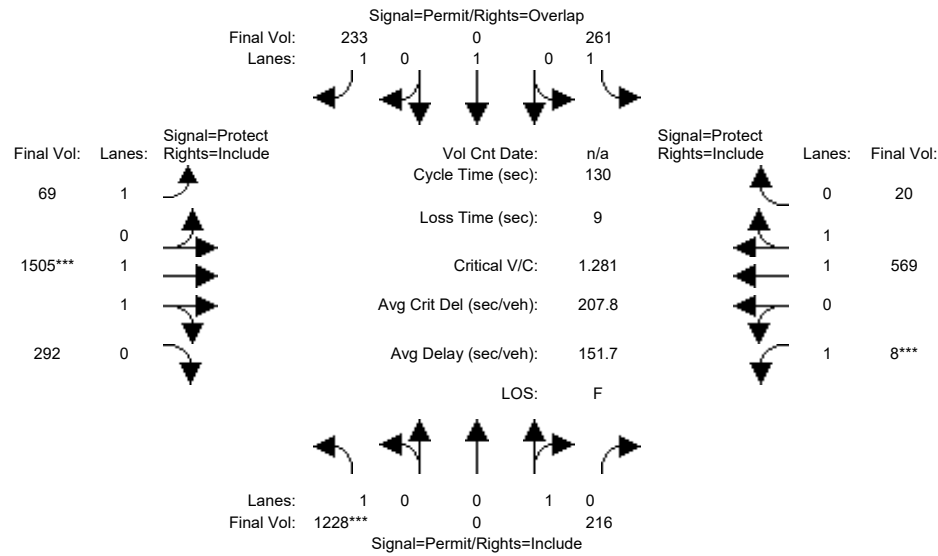 Signal=Permit/Rights=Overlap
Final Vol: 233 0 261
Lanes: 1 0 1 0 1
Signal=Protect
Final Vol: Lanes: Rights=Include
Vol Cnt Date: n/a
Signal=Protect
Rights=Include Lanes: Final Vol:
Cycle Time (sec): 130
69 1
0 20
Loss Time (sec): 9
0
1
1505*** 1
Critical V/C: 1.281
1 569
1
Avg Crit Del (sec/veh): 207.8
0
292 0
Avg Delay (sec/veh): 151.7
1 8***
LOS: F
Lanes: 1 0 0 1 0
Final Vol: 1228*** 0 216
Signal=Permit/Rights=Include